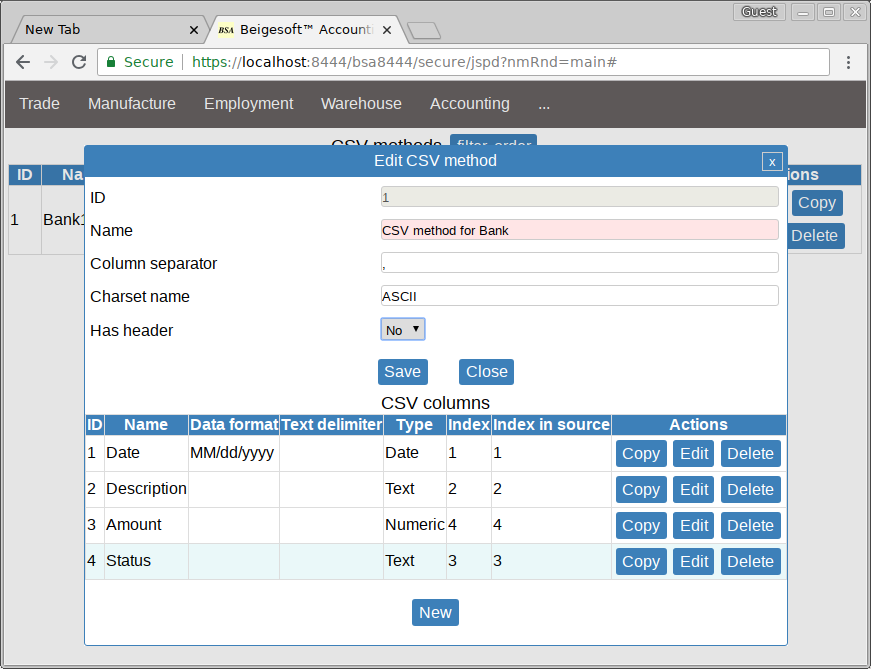 Guest
New Tab x BSA Beigesoft™ Accounti x
Secure https://localhost:8444/bsa8444/secure/jspd?nmRnd=main#
Trade Manufacture Employment Warehouse Accounting ...
CSV methods filter-order
Edit CSV method x
ID
1
Name CSV method for Bank
Column separator ,
Charset name ASCII
Has header No
Save Close
Copy
Delete
1 Bank1
CSV columns
ID Name Data format Text delimiter Type Index Index in source Actions
1 Date MM/dd/yyyy Date 1 1 Copy Edit Delete
2 Description Text 2 2 Copy Edit Delete
3 Amount Numeric 4 4 Copy Edit Delete
4 Status Text 3 3 Copy Edit Delete
New